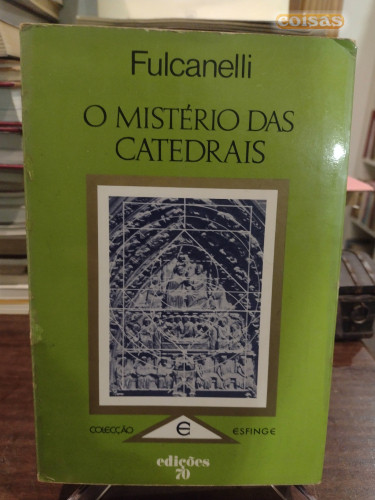 coisas
Fulcanelli
O MISTÉRIO DAS
CATEDRAIS
COLECÇÃO E ESFINGE
edições
70